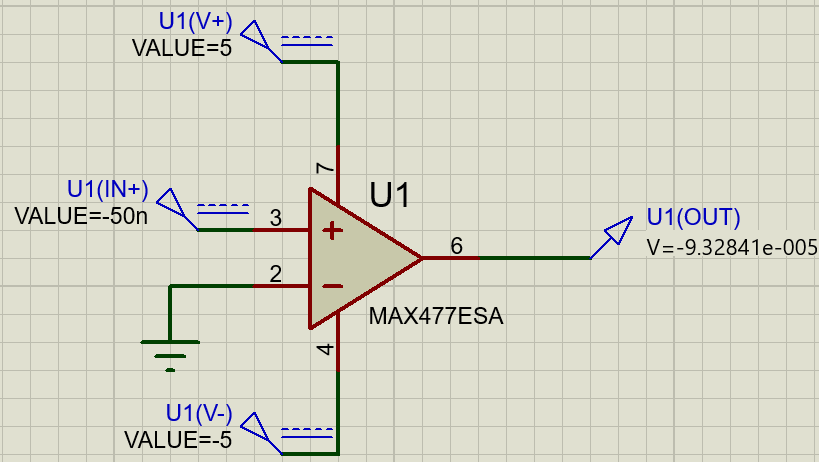 U1(V+)
VALUE=5
7
U1
U1(IN+)
VALUE=-50n
3
+
2
−
6
U1(OUT)
V=-9.32841e-005
MAX477ESA
4
U1(V-)
VALUE=-5